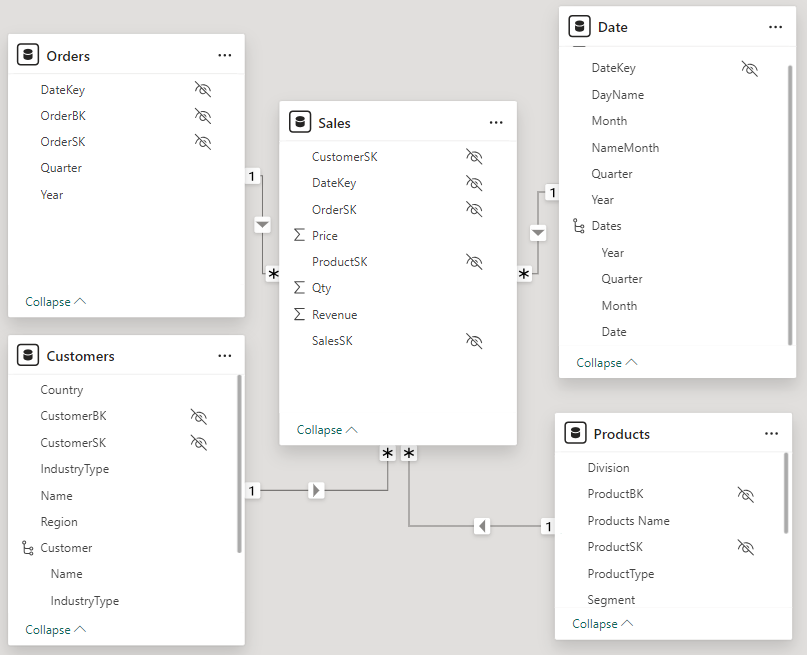 Orders
...
DateKey
OrderBK
OrderSK
Quarter
Year
Collapse
1
*
Customers
...
Country
CustomerBK
CustomerSK
IndustryType
Name
Region
Customer
Name
IndustryType
Collapse
1
*
Sales
...
CustomerSK
DateKey
OrderSK
Σ Price
ProductSK
Σ Qty
Σ Revenue
SalesSK
Collapse
Date
...
DateKey
DayName
Month
NameMonth
Quarter
Year
Dates
Year
Quarter
Month
Date
Collapse
1
*
Products
...
Division
ProductBK
Products Name
ProductSK
ProductType
Segment
Collapse
1
*